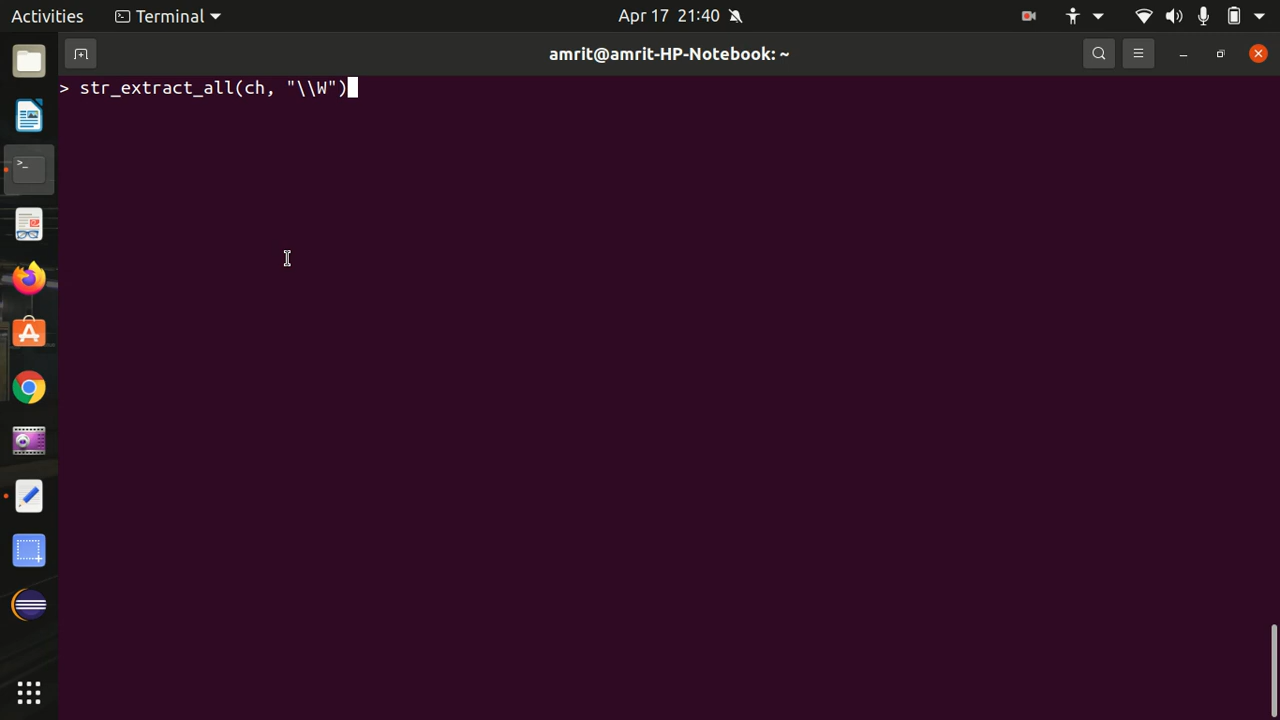 Activities
Terminal
Apr 17 21:40
amrit@amrit-HP-Notebook: ~
> str_extract_all(ch, "\\W")